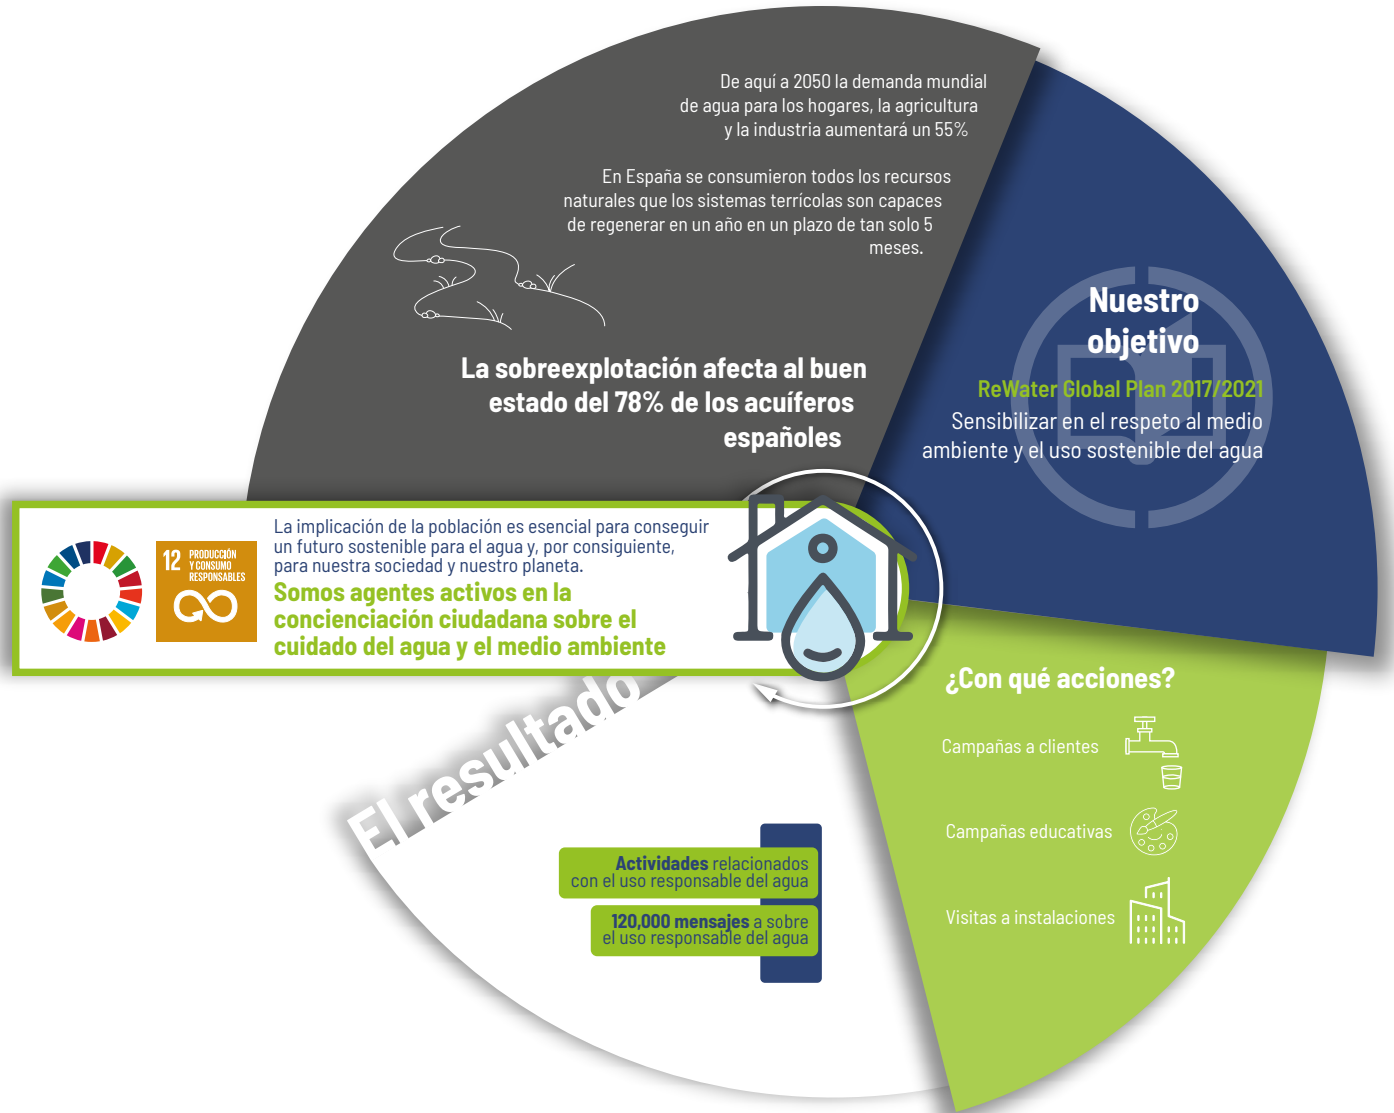 De aquí a 2050 la demanda mundial
de agua para los hogares, la agricultura
y la industria aumentará un 55%
En España se consumieron todos los recursos
naturales que los sistemas terrícolas son capaces
de regenerar en un año en un plazo de tan solo 5
meses.
La sobreexplotación afecta al buen
estado del 78% de los acuíferos
españoles
Nuestro
objetivo
ReWater Global Plan 2017/2021
Sensibilizar en el respeto al medio
ambiente y el uso sostenible del agua
12 PRODUCCIÓN
Y CONSUMO
RESPONSABLES
La implicación de la población es esencial para conseguir
un futuro sostenible para el agua y, por consiguiente,
para nuestra sociedad y nuestro planeta.
Somos agentes activos en la
concienciación ciudadana sobre el
cuidado del agua y el medio ambiente
¿Con qué acciones?
Campañas a clientes
Campañas educativas
Visitas a instalaciones
El resultado
Actividades relacionados
con el uso responsable del agua
120,000 mensajes a sobre
el uso responsable del agua